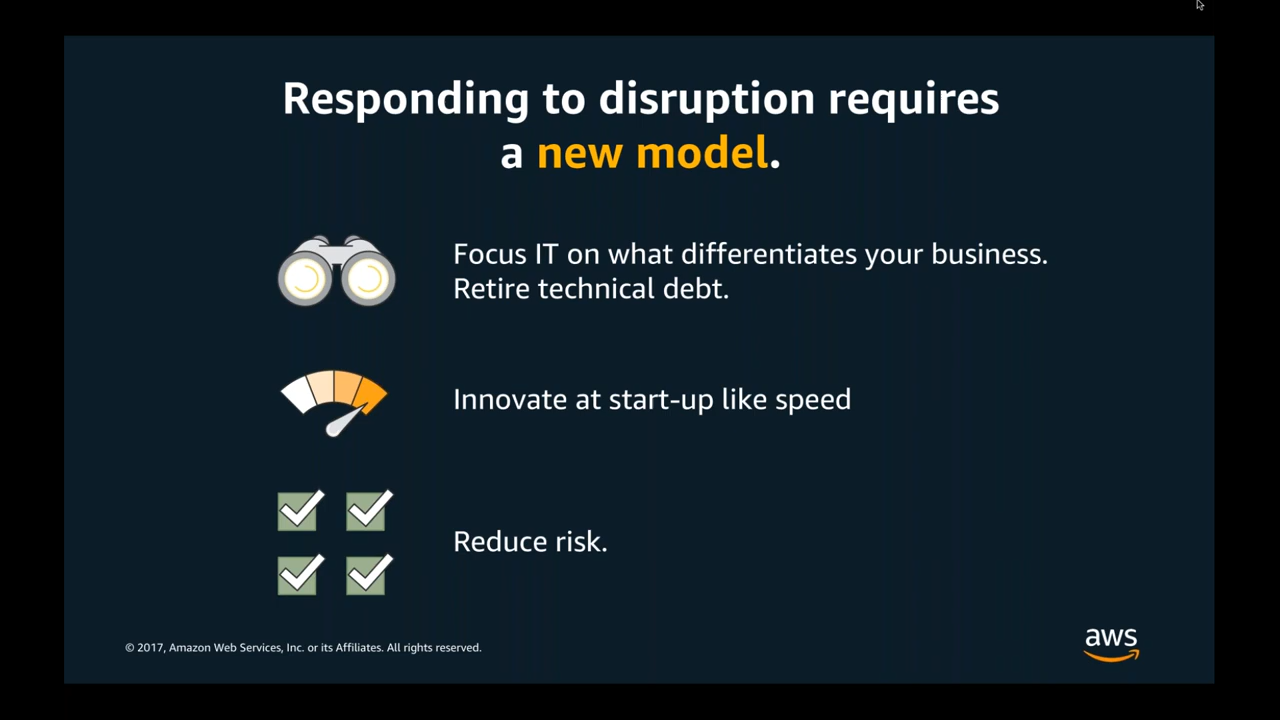 Responding to disruption requires
a new model.
Focus IT on what differentiates your business.
Retire technical debt.
Innovate at start-up like speed
Reduce risk.
© 2017, Amazon Web Services, Inc. or its Affiliates. All rights reserved.
aws